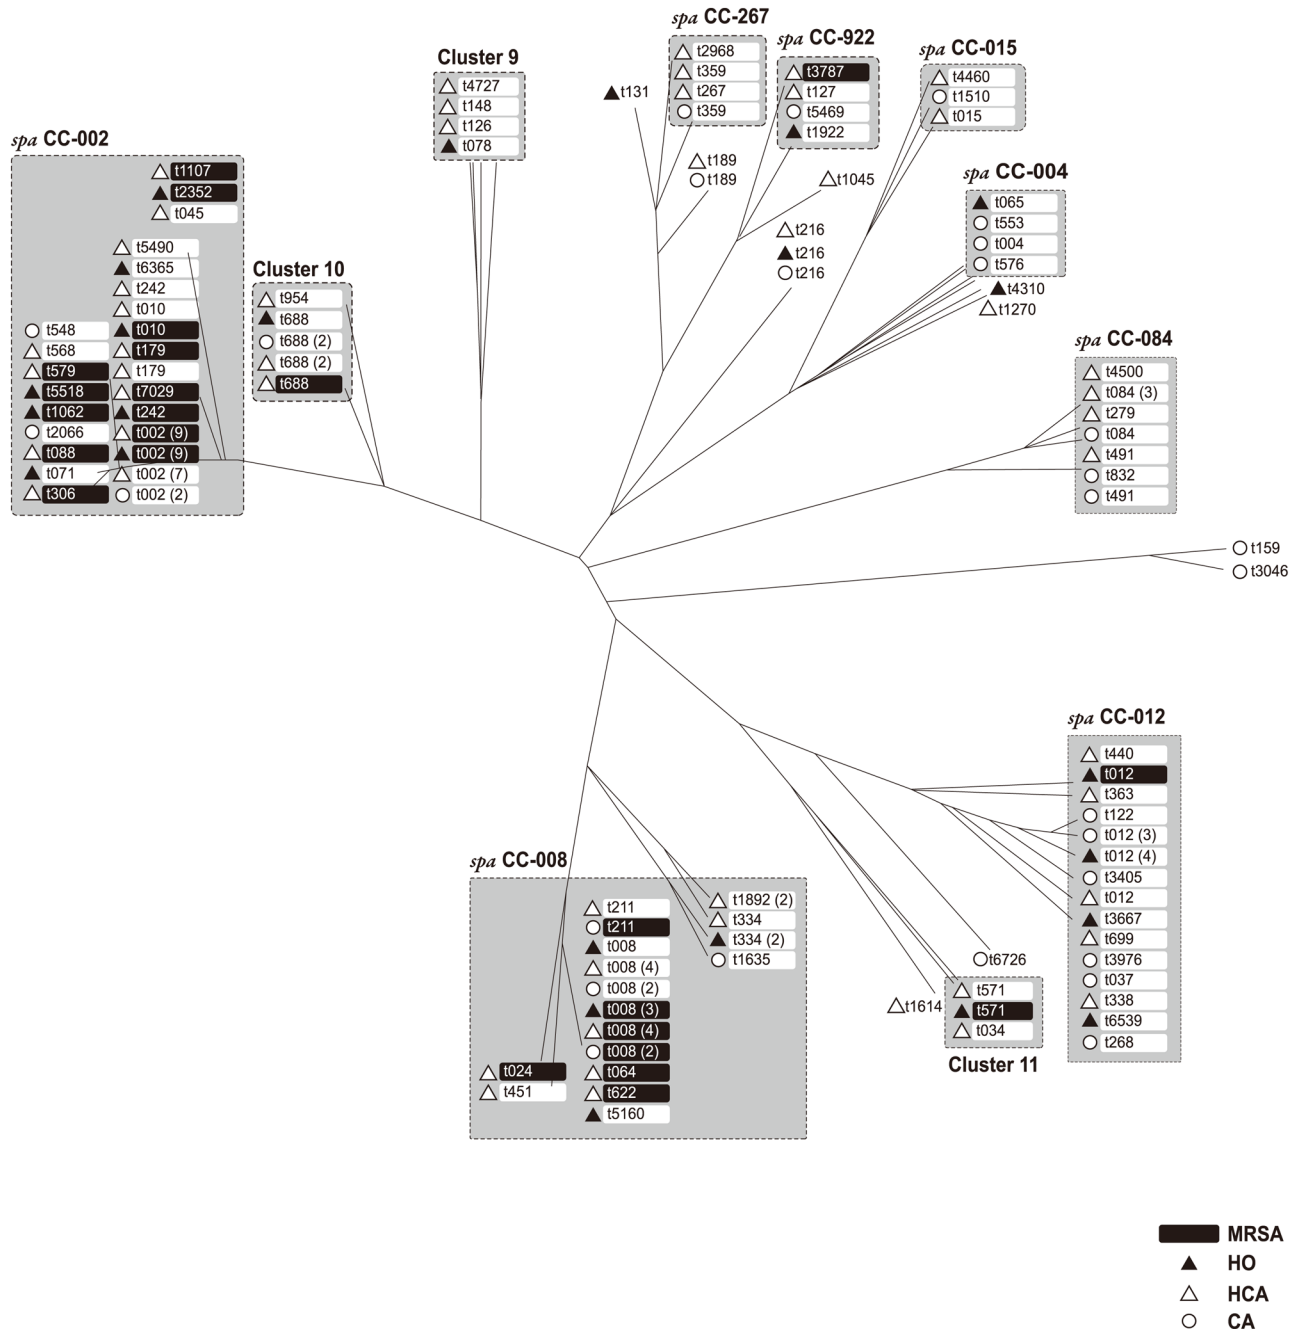 spa CC-267
t2968
t359
t267
t359
spa CC-922
t3787
t127
t5469
t1922
spa CC-015
t4460
t1510
t015
Cluster 9
t4727
t148
t126
t078
t131
t189
t189
t1045
t216
t216
t216
spa CC-004
t065
t553
t004
t576
t4310
t1270
spa CC-002
t1107
t2352
t045
t5490
t6365
t242
t010
t010
t179
t179
t7029
t242
t002 (9)
t002 (9)
t002 (7)
t002 (2)
t548
t568
t579
t5518
t1062
t2066
t088
t071
t306
Cluster 10
t954
t688
t688 (2)
t688 (2)
t688
spa CC-084
t4500
t084 (3)
t279
t084
t491
t832
t491
t159
t3046
spa CC-012
t440
t012
t363
t122
t012 (3)
t012 (4)
t3405
t012
t3667
t699
t3976
t037
t338
t6539
t268
spa CC-008
t211
t211
t008
t008 (4)
t008 (2)
t008 (3)
t008 (4)
t008 (2)
t064
t622
t5160
t1892 (2)
t334
t334 (2)
t1635
t024
t451
t6726
t1614
t571
t571
t034
Cluster 11
MRSA
HO
HCA
CA